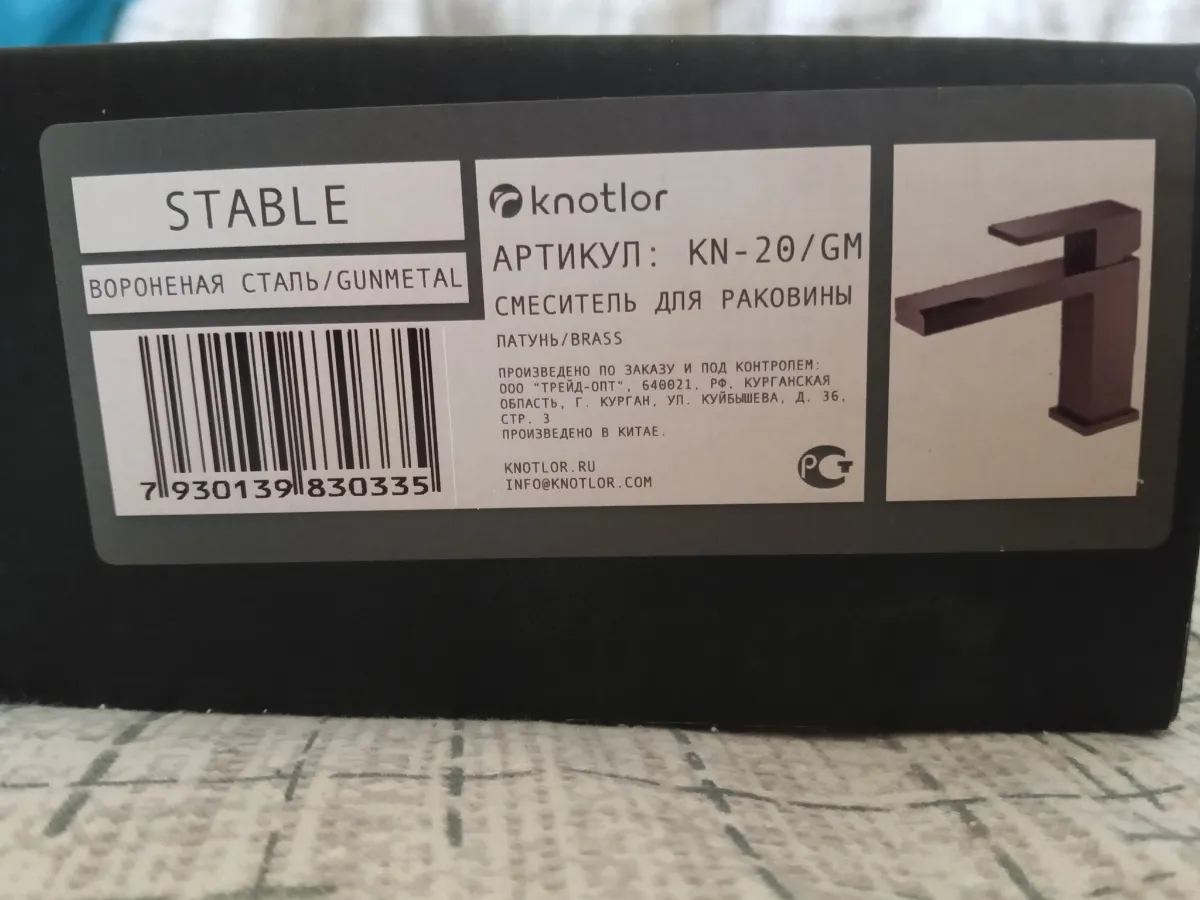 STABLE
ВОРОНЕНАЯ СТАЛЬ/GUNMETAL
7 930139 830335
knotlor
АРТИКУЛ: KN-20/GM
СМЕСИТЕЛЬ ДЛЯ РАКОВИНЫ
ЛАТУНЬ/BRASS
ПРОИЗВЕДЕНО ПО ЗАКАЗУ И ПОД КОНТРОЛЕМ:
ООО "ТРЕЙД-ОПТ", 640021, РФ. КУРГАНСКАЯ
ОБЛАСТЬ, Г. КУРГАН, УЛ. КУЙБЫШЕВА, Д. 36,
СТР. 3
ПРОИЗВЕДЕНО В КИТАЕ.
KNOTLOR.RU
INFO@KNOTLOR.COM
РСТ